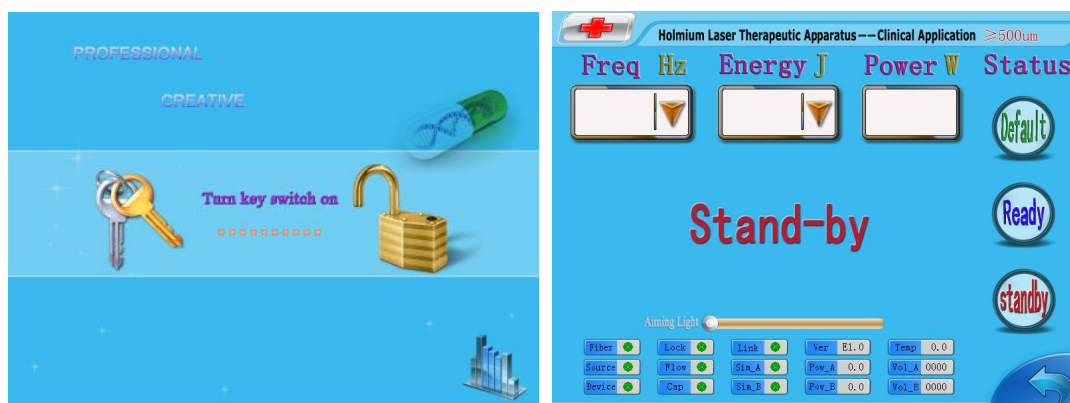 PROFESSIONAL
CREATIVE
Turn key switch on
Holmium Laser Therapeutic Apparatus——Clinical Application ≥500um
Freq Hz Energy J Power W Status
Default
Stand-by
Ready
standby
Aiming Light
Fiber Lock Link Ver E1.0 Temp 0.0
Source Flow Sim_A Pow_A 0.0 Vol_A 0000
Device Cap Sim_B Pow_B 0.0 Vol_B 0000